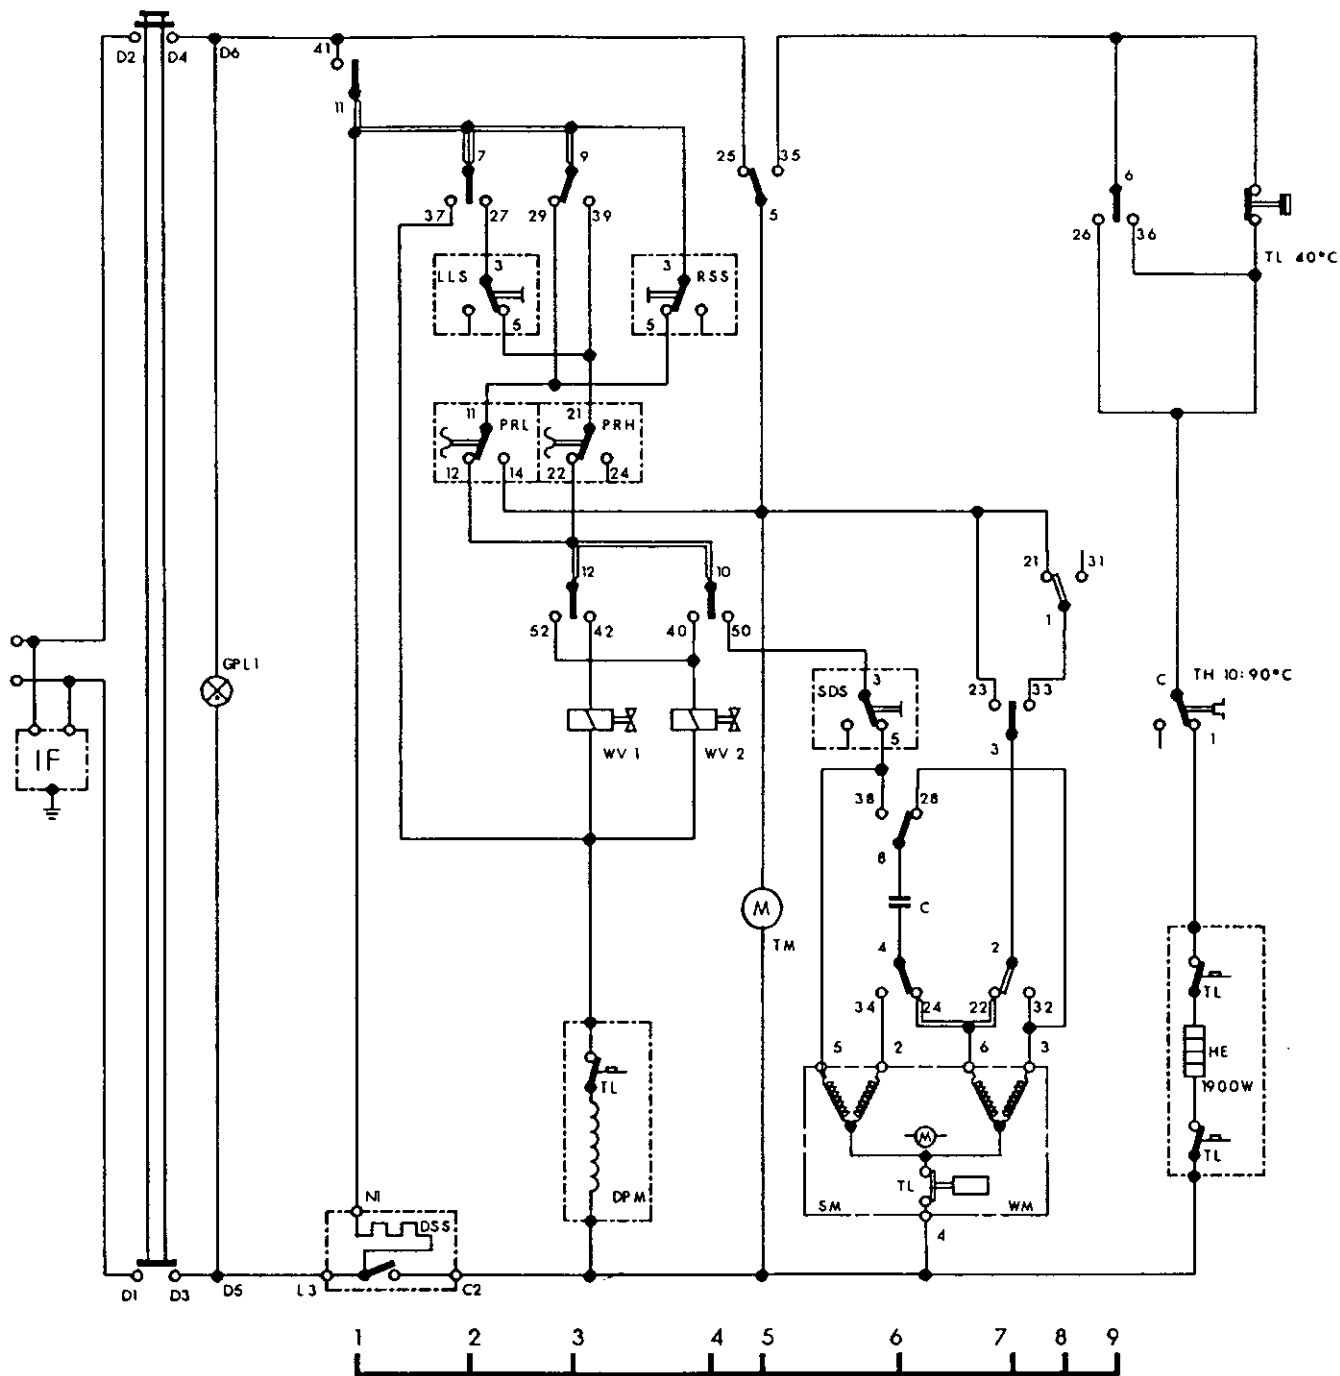 D2 D4 D6 41
11
7 9 25 35
37 27 29 39 5
6
26 36
TL 40°C
LLS 3 3 RSS
5 5
11 PRL 21 PRH
12 14 22 24
12 10 21 31
1
52 42 40 50
GPL1
SDS 3 23 33 C TH 10:90°C
WV 1 WV 2 5 3 1
IF
38 28
8
C
M
TM
4 2
34 24 22 32
5 2 6 3
TL
HE
1900W
TL
M
TL
DPM
SM WM
4
TL
N1
DSS
D1 D3 D5 L3 C2
1 2 3 4 5 6 7 8 9